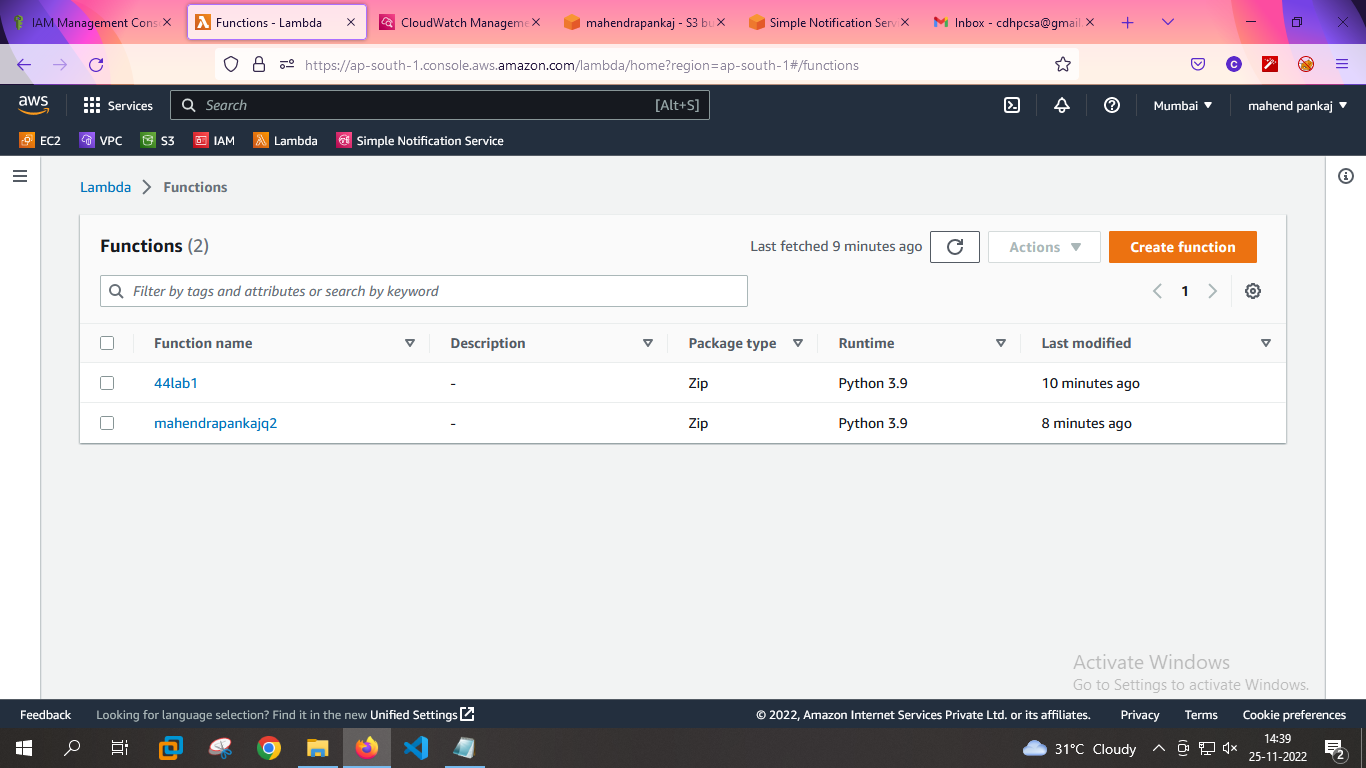 IAM Management Cons
Functions - Lambda
CloudWatch Manageme
mahendrapankaj - S3 bu
Simple Notification Serv
Inbox - cdhpcsa@gmail.
https://ap-south-1.console.aws.amazon.com/lambda/home?region=ap-south-1#/functions
C
aws
Services
Search
[Alt+S]
Mumbai
mahend pankaj
EC2
VPC
S3
IAM
Lambda
Simple Notification Service
Lambda
Functions
Functions (2)
Last fetched 9 minutes ago
Actions
Create function
Filter by tags and attributes or search by keyword
1
Function name
Description
Package type
Runtime
Last modified
44lab1
-
Zip
Python 3.9
10 minutes ago
mahendrapankajq2
-
Zip
Python 3.9
8 minutes ago
Activate Windows
Go to Settings to activate Windows.
Feedback
Looking for language selection? Find it in the new Unified Settings
© 2022, Amazon Internet Services Private Ltd. or its affiliates.
Privacy
Terms
Cookie preferences
31°C Cloudy
14:39
25-11-2022
2